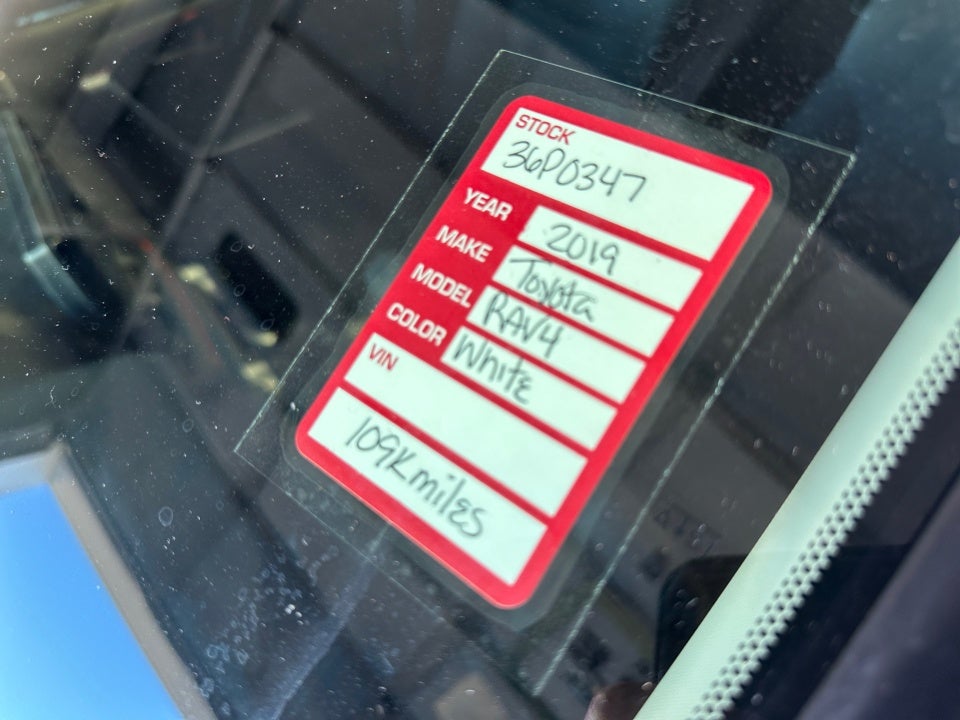 STOCK
36P0347
YEAR 2019
MAKE Toyota
MODEL RAV4
COLOR White
VIN
109K miles